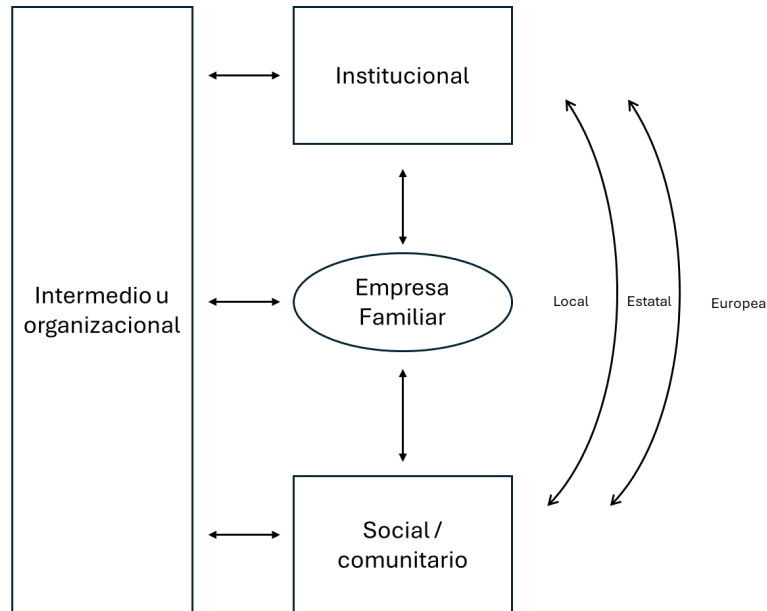 Institucional
Intermedio u
organizacional
Empresa
Familiar
Local
Estatal
Europea
Social /
comunitario